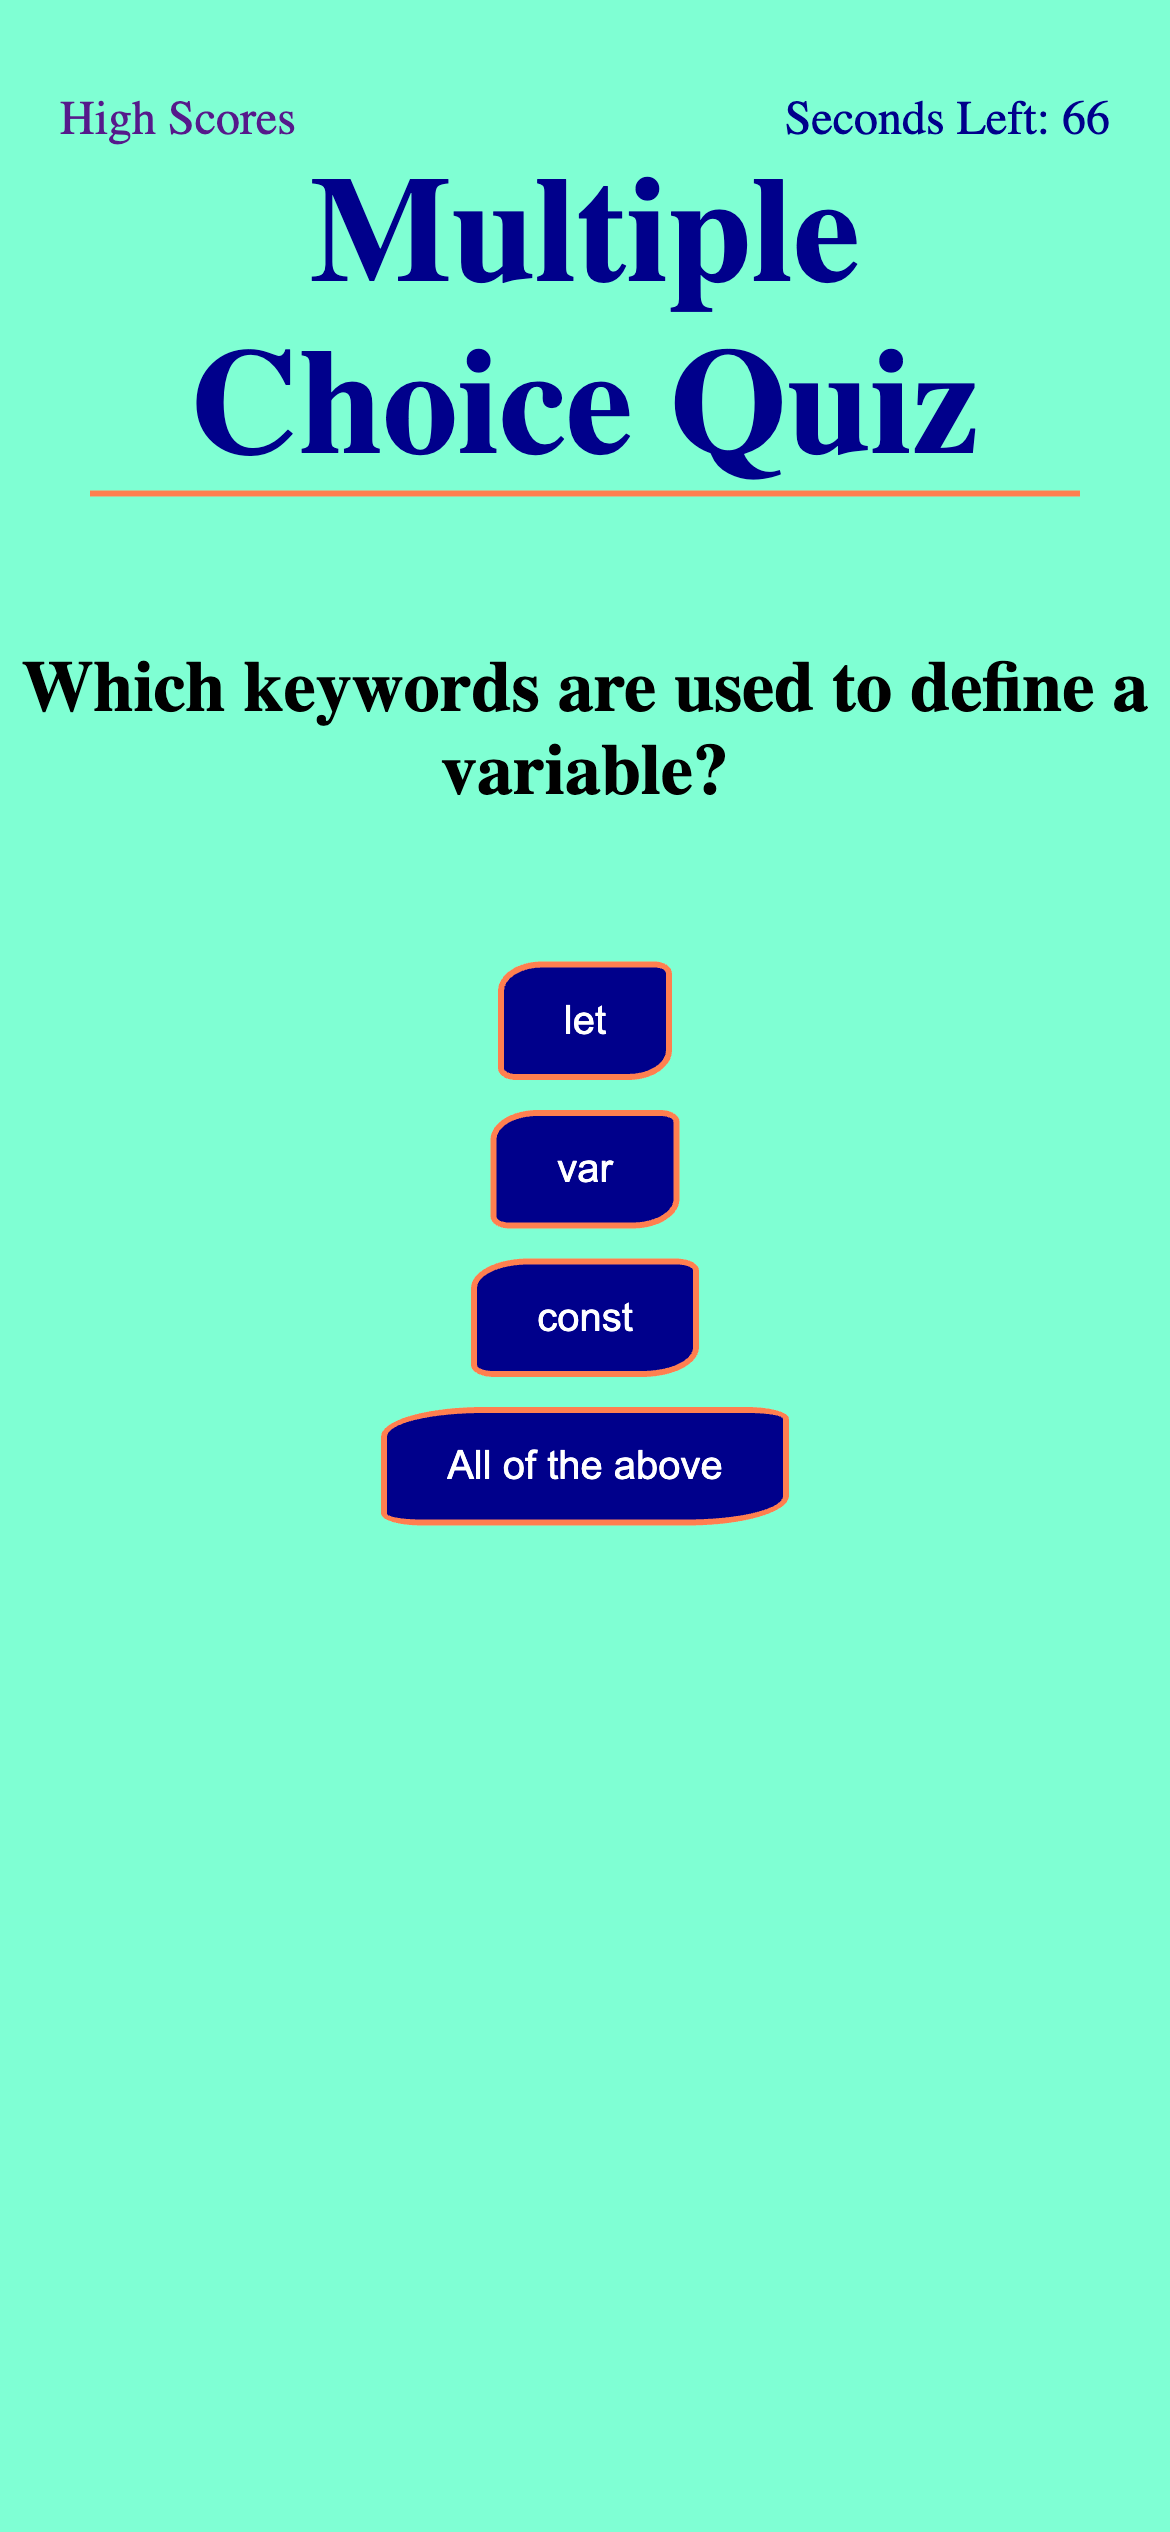 High Scores
Seconds Left: 66
Multiple
Choice Quiz
Which keywords are used to define a
variable?
let
var
const
All of the above